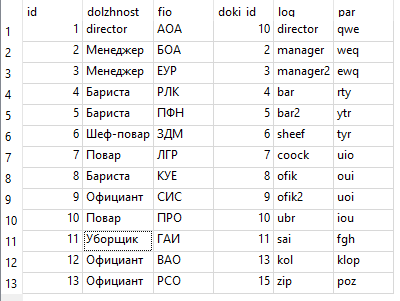 id dolzhnost fio doki_id log par
1 1 director АОА 10 director qwe
2 2 Менеджер БОА 2 manager weq
3 3 Менеджер ЕУР 3 manager2 ewq
4 4 Бариста РЛК 4 bar rty
5 5 Бариста ПФН 5 bar2 ytr
6 6 Шеф-повар ЗДМ 6 sheef tyr
7 7 Повар ЛГР 7 coock uio
8 8 Бариста КУЕ 8 ofik oui
9 9 Официант СИС 9 ofik2 uoi
10 10 Повар ПРО 10 ubr iou
11 11 Уборщик ГАИ 11 sai fgh
12 12 Официант ВАО 13 kol klop
13 13 Официант РСО 15 zip poz